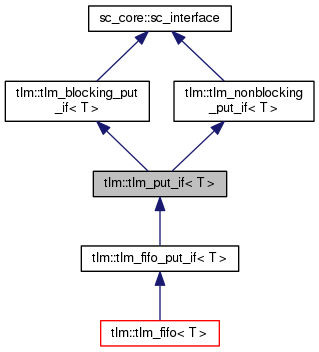 sc_core::sc_interface
tlm::tlm_blocking_put
_if< T >
tlm::tlm_nonblocking
_put_if< T >
tlm::tlm_put_if< T >
tlm::tlm_fifo_put_if< T >
tlm::tlm_fifo< T >